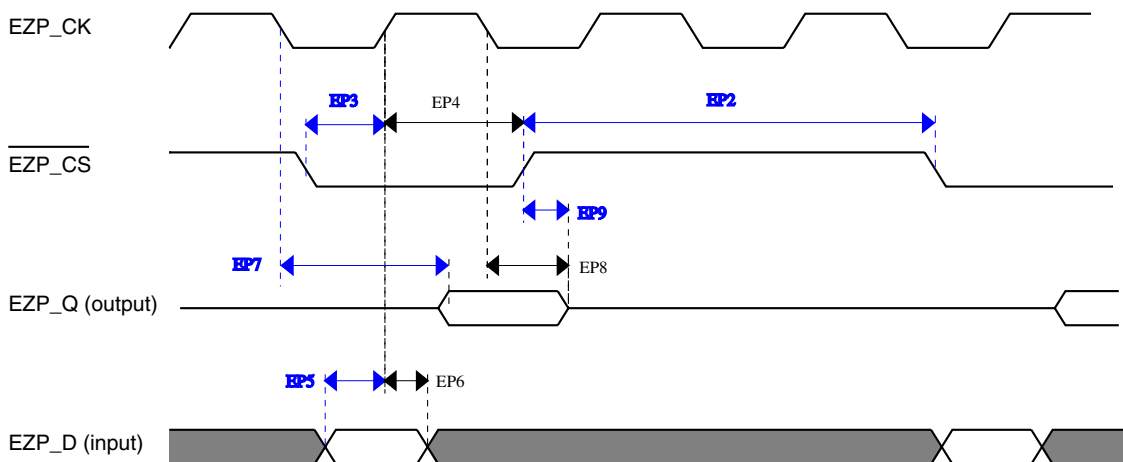 EZP_CK
EP3
EP4
EP2
EZP_CS
EP9
EP7
EP8
EZP_Q (output)
EP5
EP6
EZP_D (input)